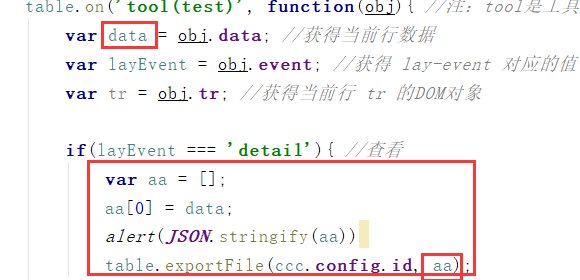 table.on('tool(test)', function(obj){ //注：tool是工具
var data = obj.data; //获得当前行数据
var layEvent = obj.event; //获得 lay-event 对应的值
var tr = obj.tr; //获得当前行 tr 的DOM对象
if(layEvent === 'detail'){ //查看
var aa = [];
aa[0] = data;
alert(JSON.stringify(aa))
table.exportFile(ccc.config.id, aa);